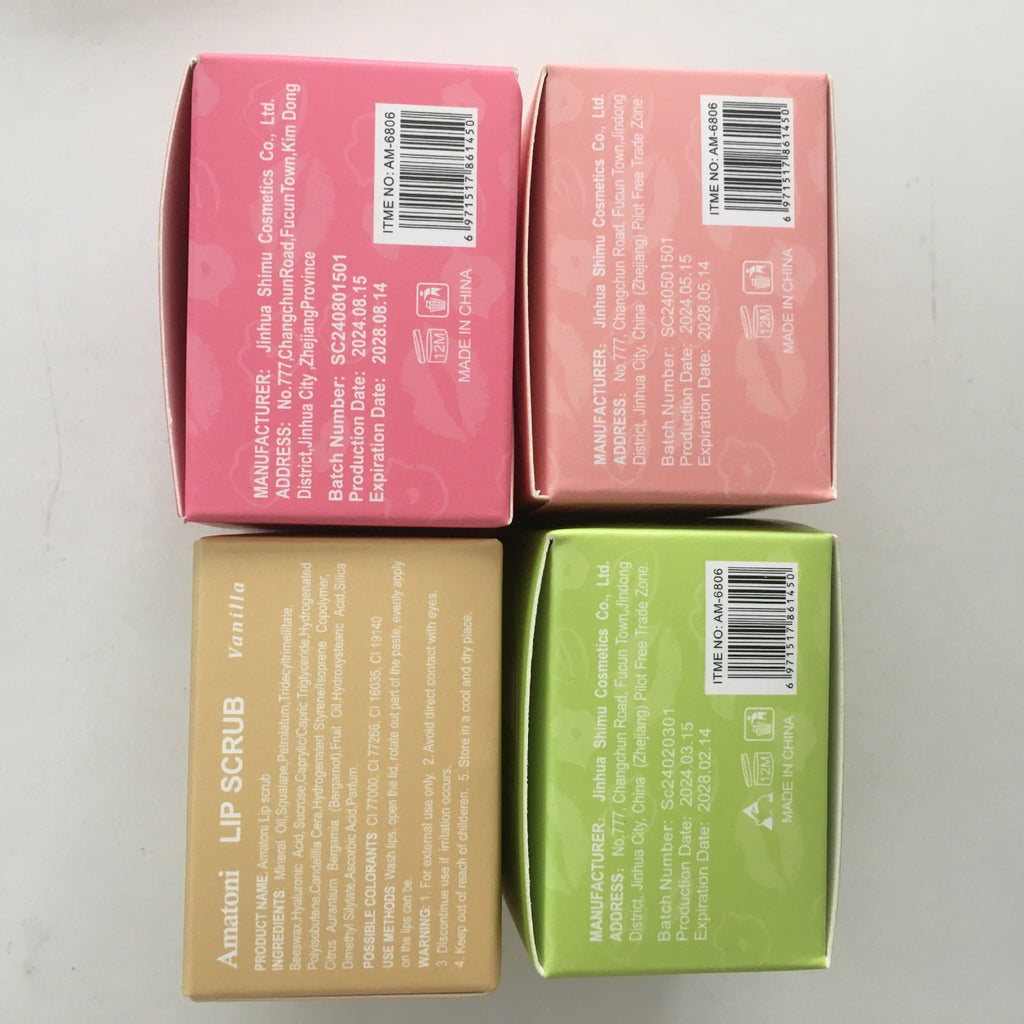 MANUFACTURER: Jinhua Shimu Cosmetics Co., Ltd.
ADDRESS: No.777,ChangchunRoad,FucunTown,Kim Dong
District,Jinhua City ,ZhejiangProvince
Batch Number: SC240801501
Production Date: 2024.08.15
Expiration Date: 2028.08.14
ITME NO: AM-6806
6 971517 861450
12M
MADE IN CHINA
MANUFACTURER: Jinhua Shimu Cosmetics Co., Ltd.
ADDRESS: No.777, Changchun Road, Fucun Town,Jindong
District, Jinhua City, China (Zhejiang) Pilot Free Trade Zone.
Batch Number: SC240501501
Production Date: 2024.05.15
Expiration Date: 2028.05.14
ITME NO: AM-6806
6 971517 861450
12M
MADE IN CHINA
Amatoni LIP SCRUB Vanilla
PRODUCT NAME Amatoni Lip scrub
INGREDIENTS Mineral Oil,Squalane,Petrolatum,Tridecyltrimellitate,
Beeswax,Hyaluronic Acid, Sucrose,Caprylic/Capric Triglyceride,Hydrogenated
Polyisobutene,Candelilla Cera,Hydrogenated Styrene/Isoprene Copolymer,
Citrus Aurantium Bergamia (Bergamot),Fruit Oil,Hydroxystearic Acid,Silica
Dimethyl Silylate,Ascorbic Acid,Parfum.
POSSIBLE COLORANTS CI 77000, CI 77266, CI 16035, CI 19140
USE METHODS Wash lips, open the lid, rotate out part of the paste, evenly apply
on the lips can be.
WARNING: 1. For external use only. 2. Avoid direct contact with eyes.
3. Discontinue use if irritation occurs.
4. Keep out of reach of childeren. 5. Store in a cool and dry place.
MANUFACTURER: Jinhua Shimu Cosmetics Co., Ltd.
ADDRESS: No.777, Changchun Road, Fucun Town,Jindong
District, Jinhua City, China (Zhejiang) Pilot Free Trade Zone.
Batch Number: Sc24020301
Production Date: 2024.03.15
Expiration Date: 2028.02.14
ITME NO: AM-6806
6 971517 861450
12M
MADE IN CHINA